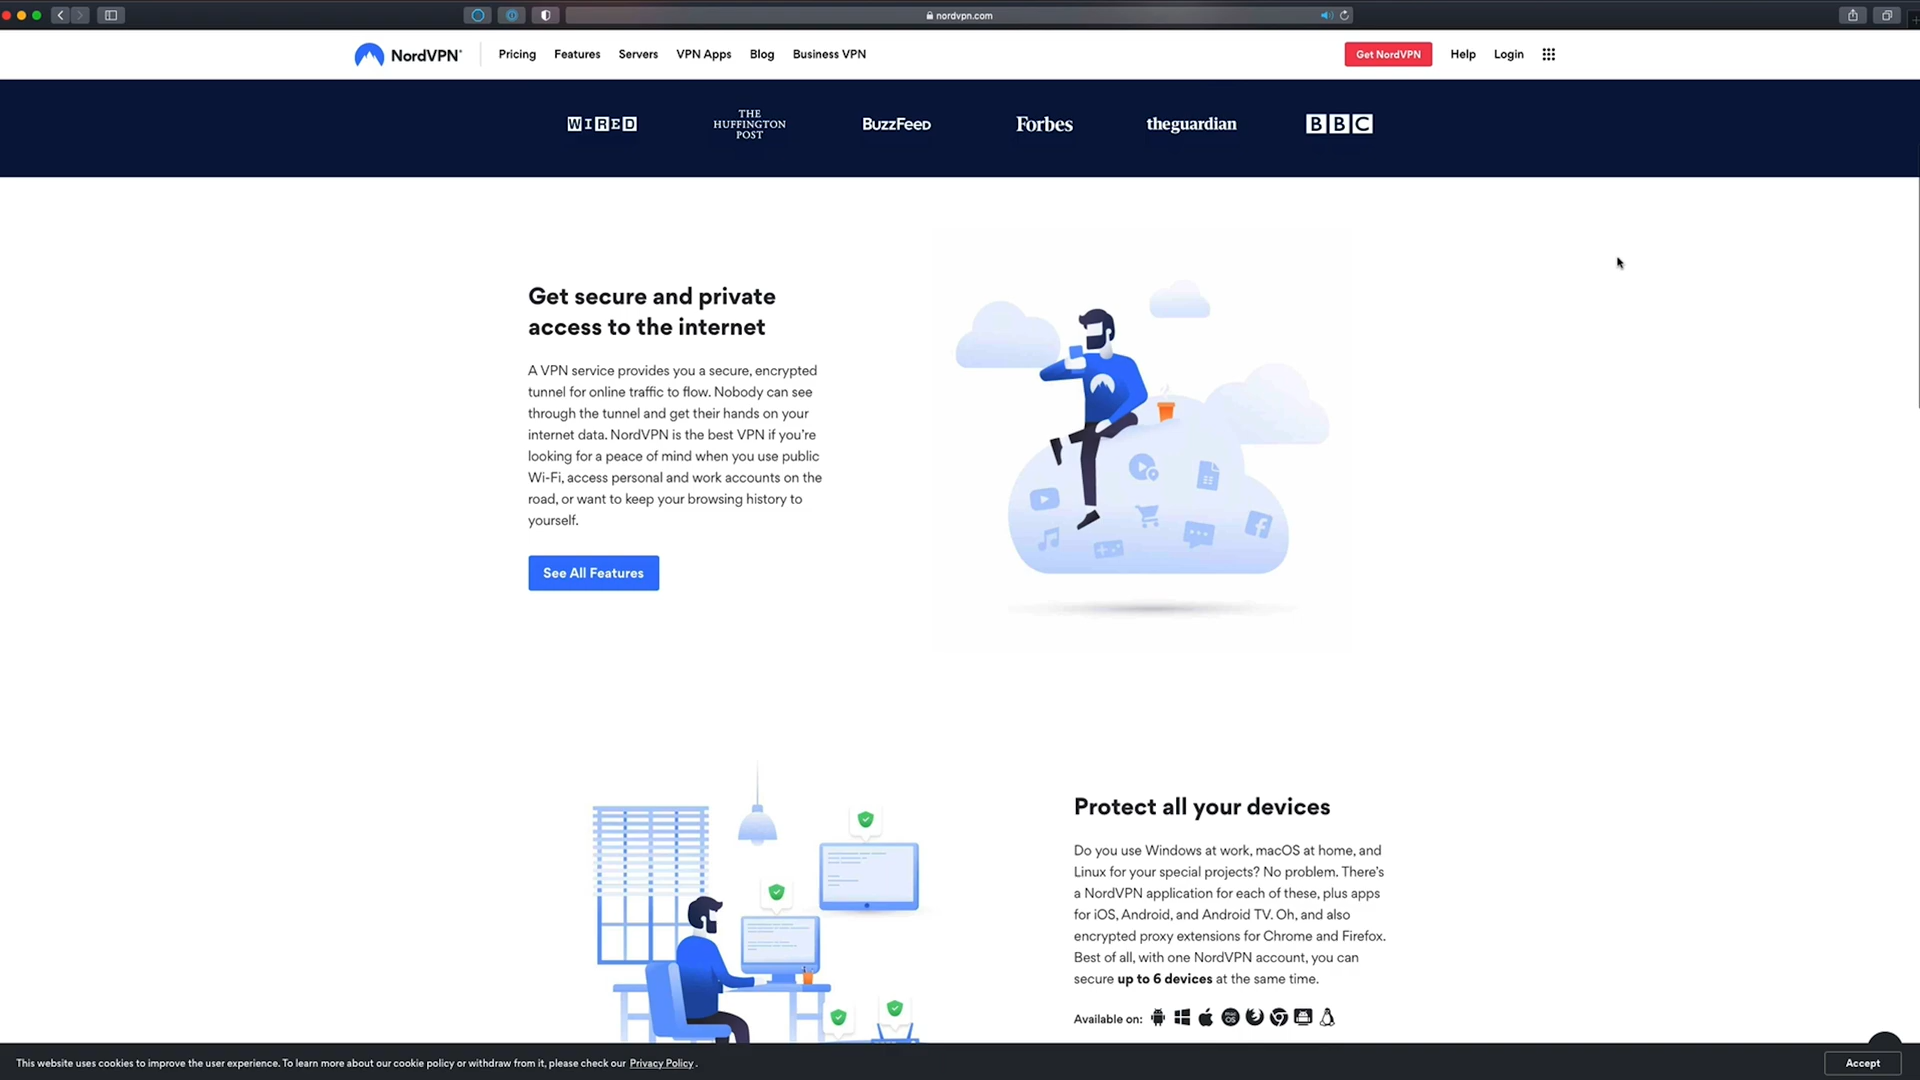 nordvpn.com
NordVPN®
Pricing
Features
Servers
VPN Apps
Blog
Business VPN
Get NordVPN
Help
Login
WIRED
THE
HUFFINGTON
POST
BuzzFeed
Forbes
theguardian
BBC
Get secure and private
access to the internet
A VPN service provides you a secure, encrypted
tunnel for online traffic to flow. Nobody can see
through the tunnel and get their hands on your
internet data. NordVPN is the best VPN if you're
looking for a peace of mind when you use public
Wi-Fi, access personal and work accounts on the
road, or want to keep your browsing history to
yourself.
See All Features
Protect all your devices
Do you use Windows at work, macOS at home, and
Linux for your special projects? No problem. There's
a NordVPN application for each of these, plus apps
for iOS, Android, and Android TV. Oh, and also
encrypted proxy extensions for Chrome and Firefox.
Best of all, with one NordVPN account, you can
secure up to 6 devices at the same time.
Available on:
This website uses cookies to improve the user experience. To learn more about our cookie policy or withdraw from it, please check our Privacy Policy.
Accept